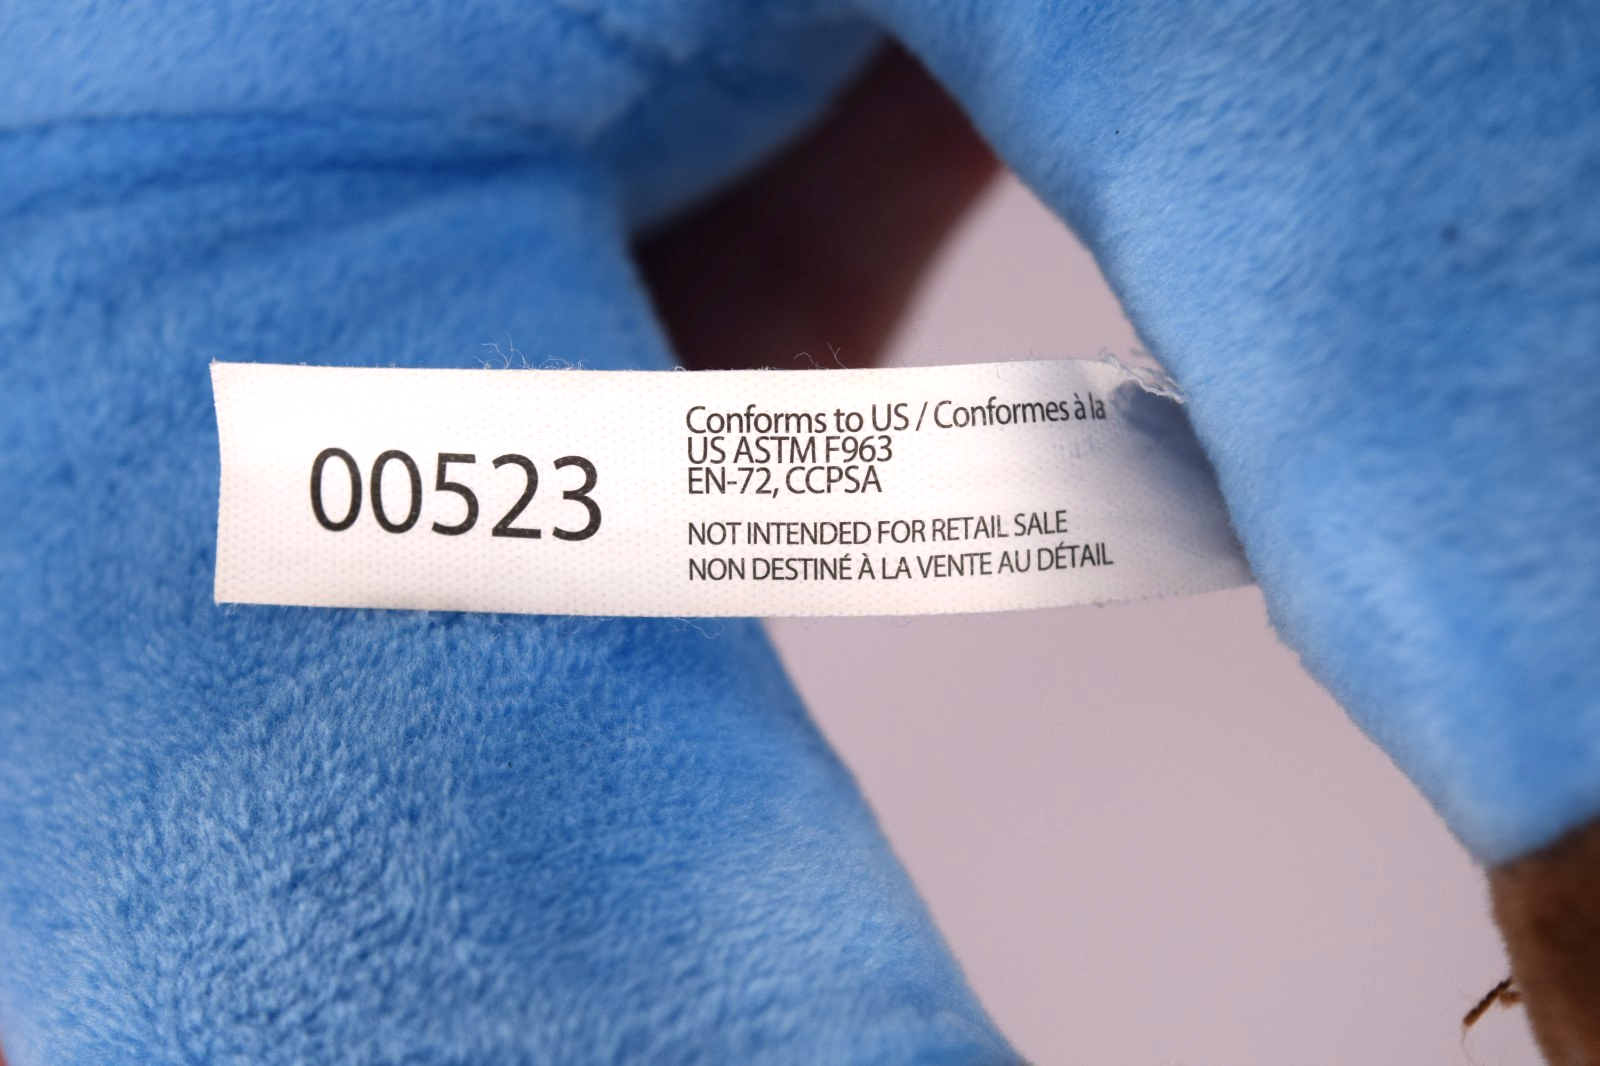 00523
Conforms to US / Conformes à la
US ASTM F963
EN-72, CCPSA
NOT INTENDED FOR RETAIL SALE
NON DESTINÉ À LA VENTE AU DÉTAIL